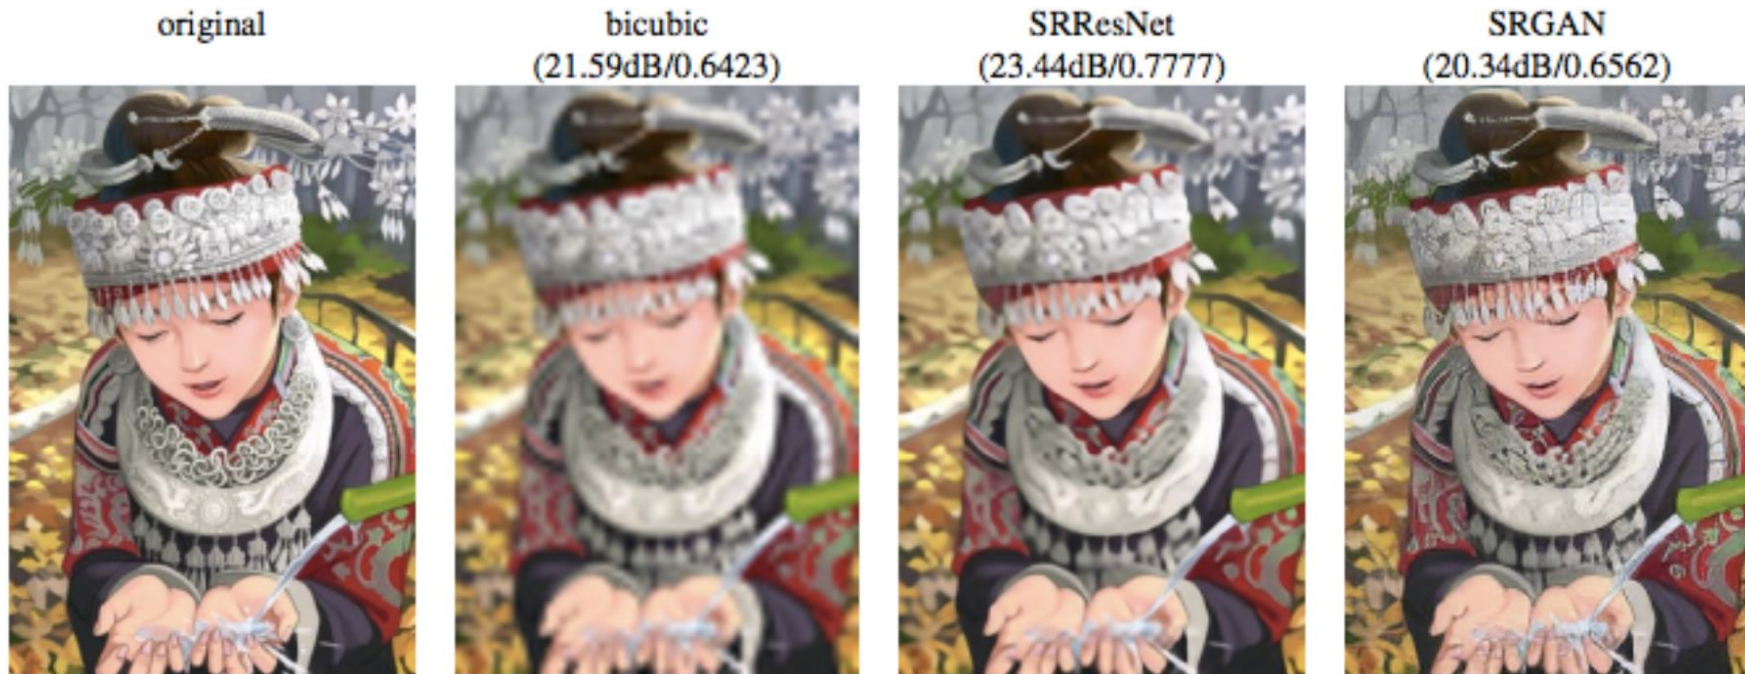 original
bicubic
(21.59dB/0.6423)
SRResNet
(23.44dB/0.7777)
SRGAN
(20.34dB/0.6562)